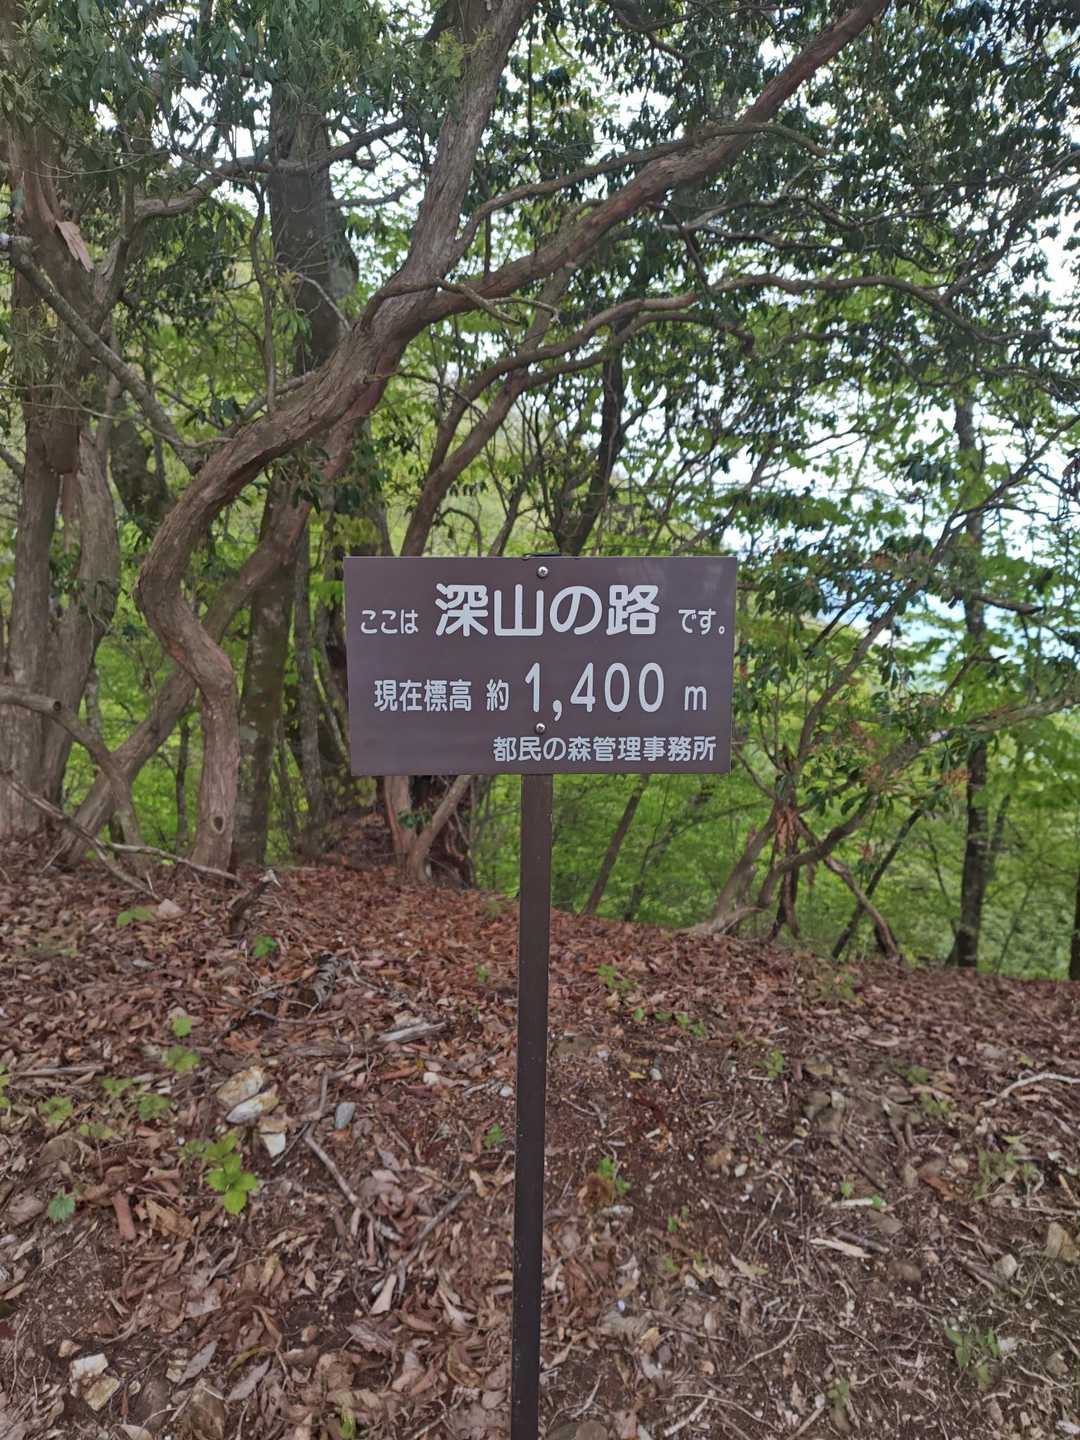 ここは 深山の路 です。
現在標高 約 1,400 m
都民の森管理事務所